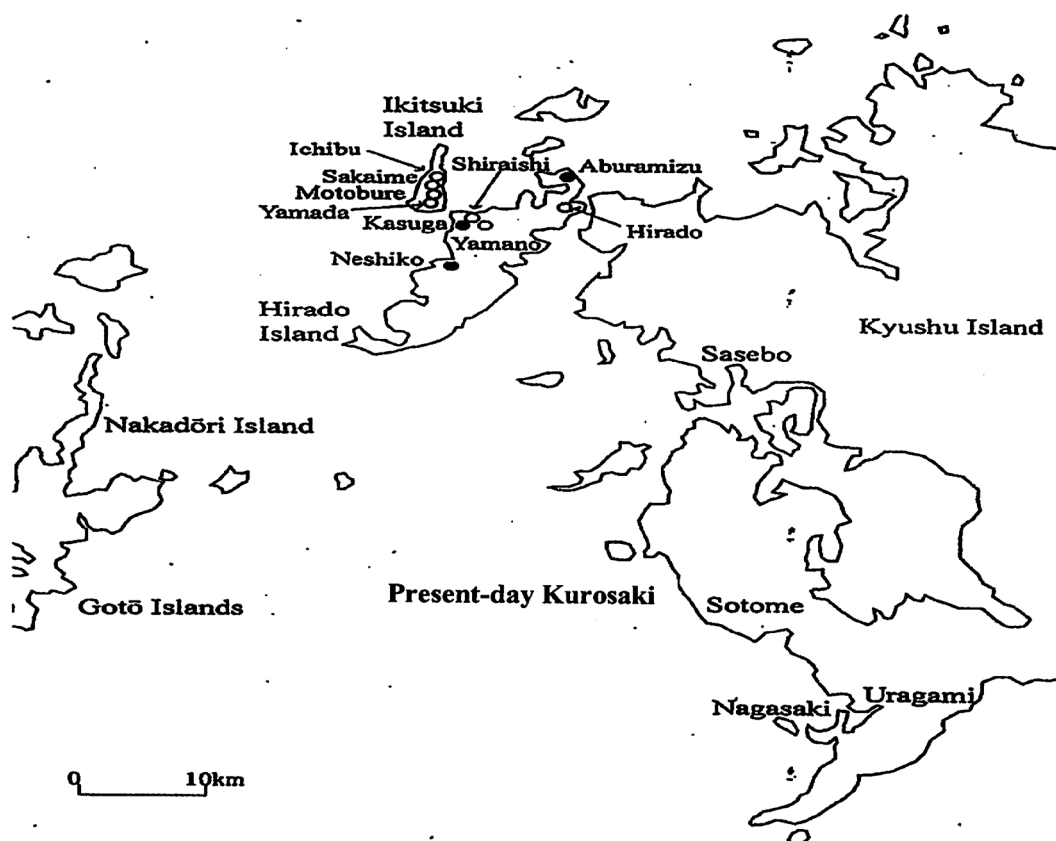 Ikitsuki
Island
Ichibu
Shiraishi
Aburamizu
Sakaime
Motobure
Yamada
Kasuga
Yamano
Hirado
Neshiko
Hirado
Island
Kyushu Island
Sasebo
Nakadōri Island
Present-day Kurosaki
Gotō Islands
Sotome
Nagasaki
Uragami
0 10km